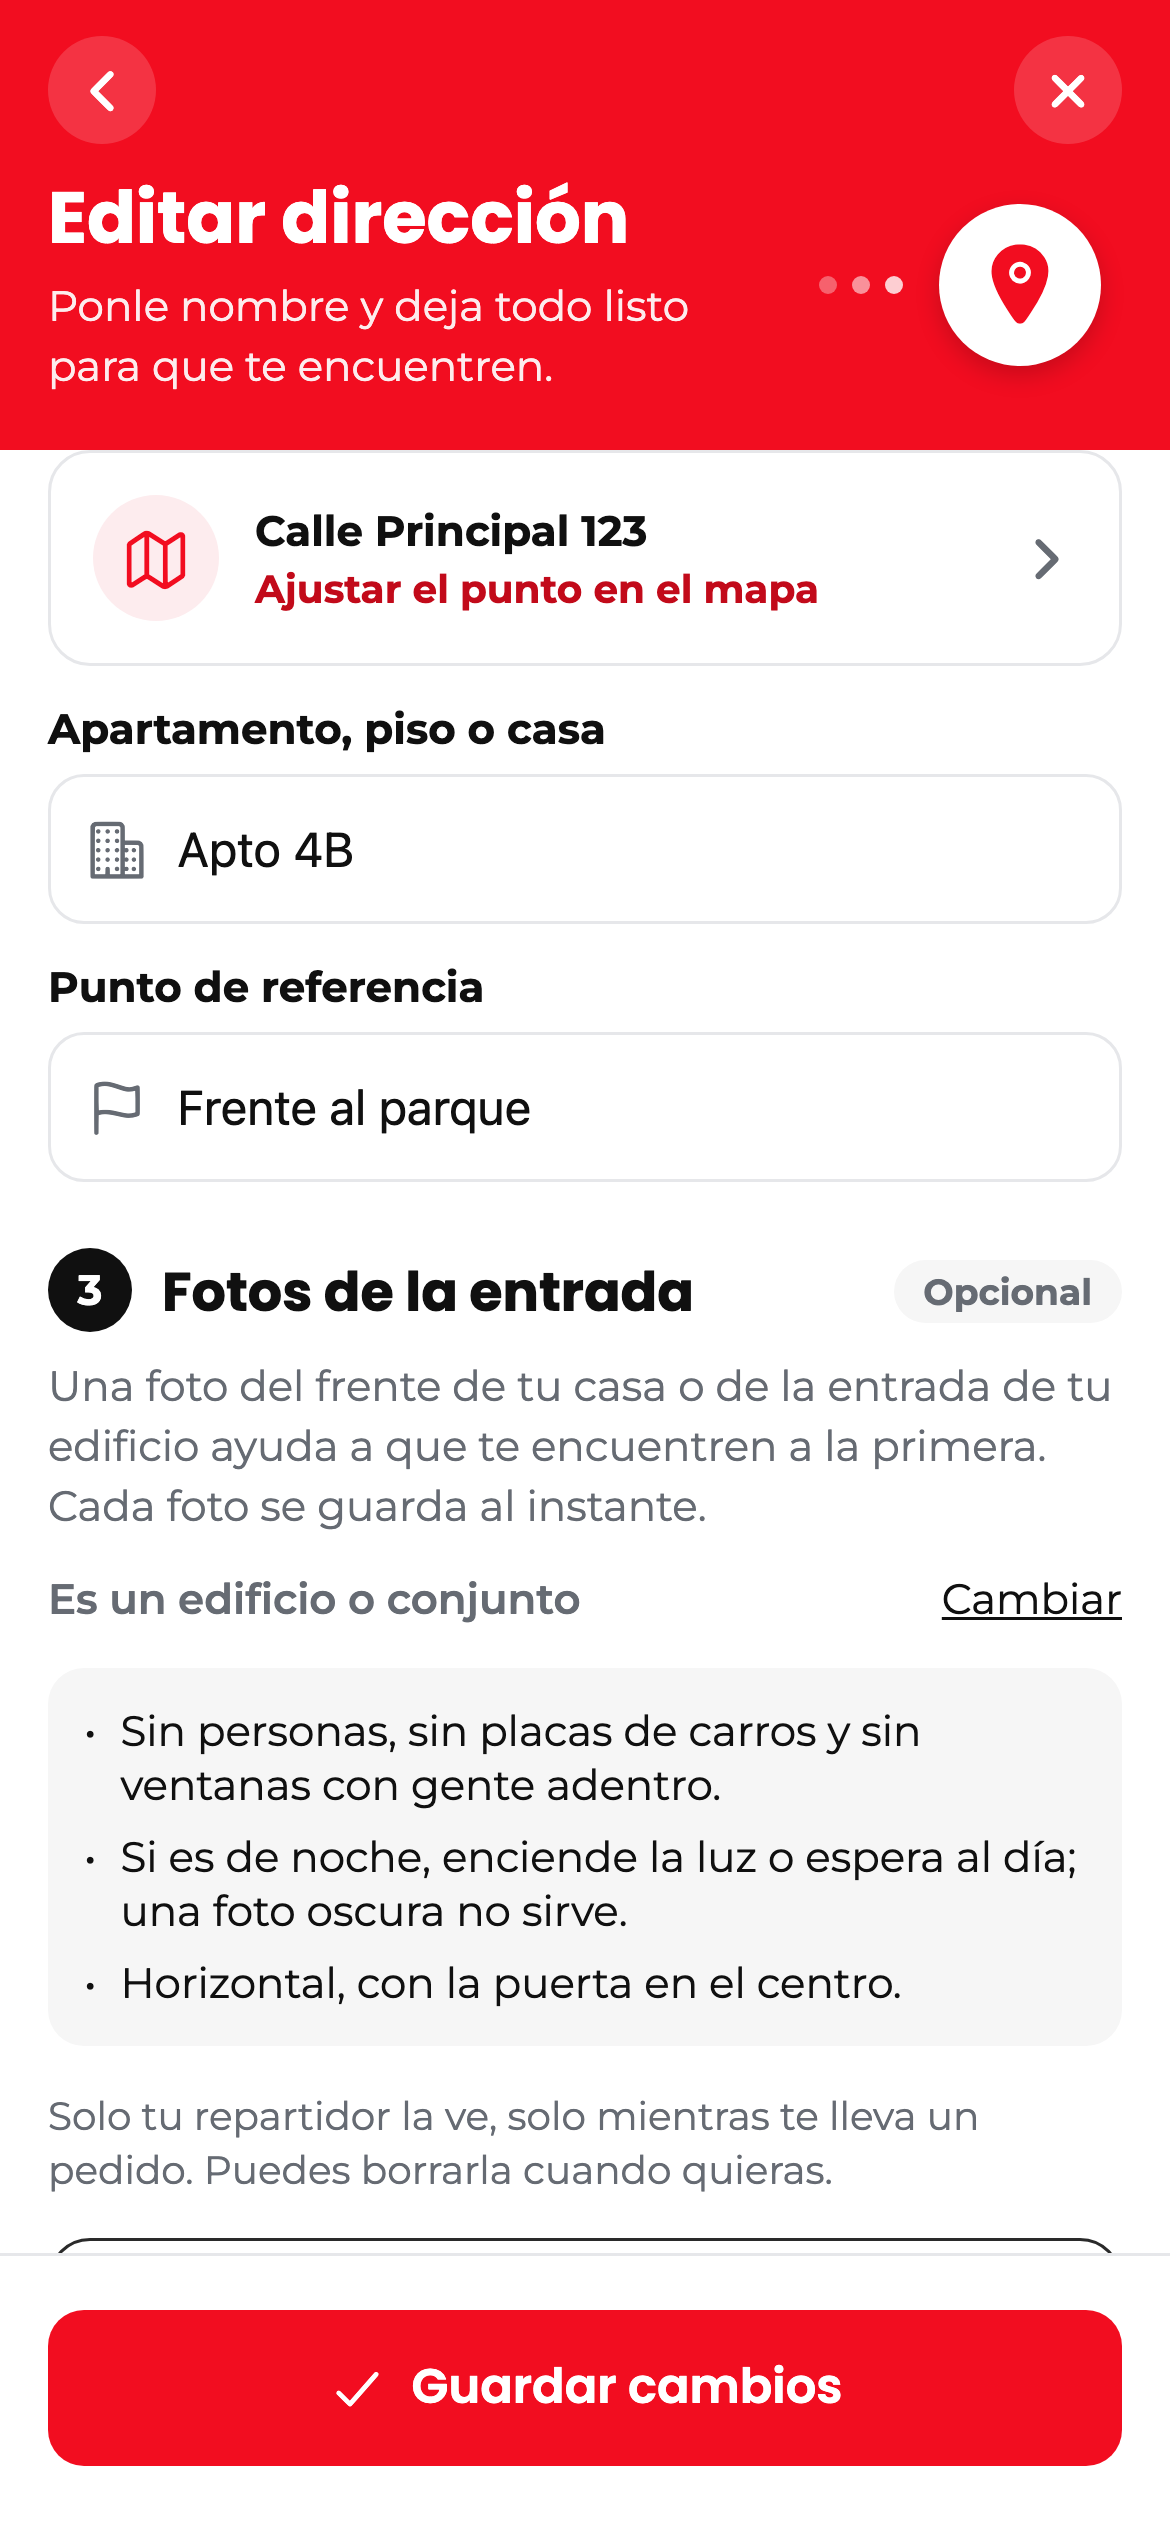 Editar dirección
Ponle nombre y deja todo listo
para que te encuentren.
Calle Principal 123
Ajustar el punto en el mapa
Apartamento, piso o casa
Apto 4B
Punto de referencia
Frente al parque
3 Fotos de la entrada Opcional
Una foto del frente de tu casa o de la entrada de tu
edificio ayuda a que te encuentren a la primera.
Cada foto se guarda al instante.
Es un edificio o conjunto Cambiar
• Sin personas, sin placas de carros y sin
ventanas con gente adentro.
• Si es de noche, enciende la luz o espera al día;
una foto oscura no sirve.
• Horizontal, con la puerta en el centro.
Solo tu repartidor la ve, solo mientras te lleva un
pedido. Puedes borrarla cuando quieras.
Guardar cambios